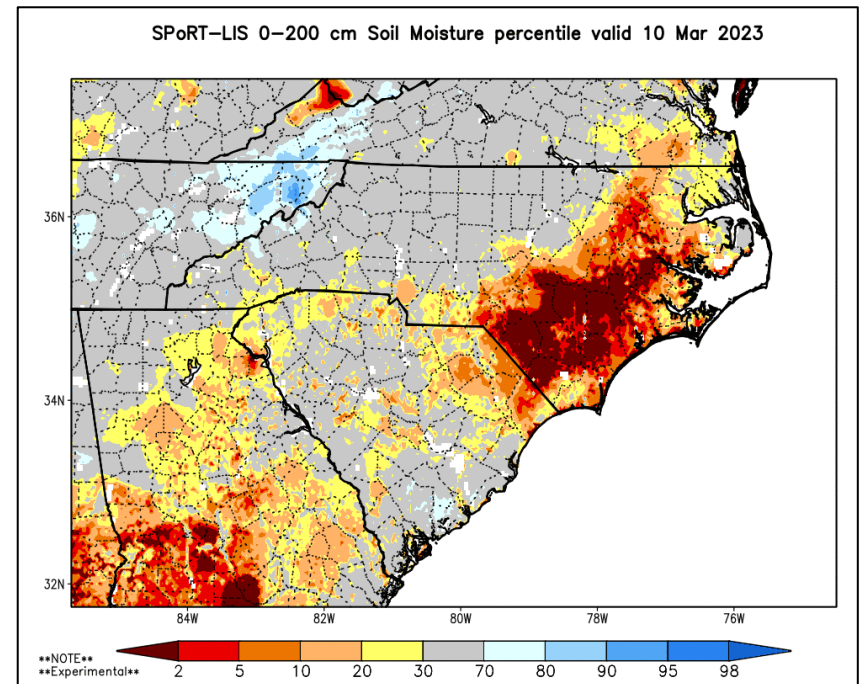 SPoRT-LIS 0-200 cm Soil Moisture percentile valid 10 Mar 2023
36N
34N
32N
84W 82W 80W 78W 76W
**NOTE**
**Experimental** 2 5 10 20 30 70 80 90 95 98